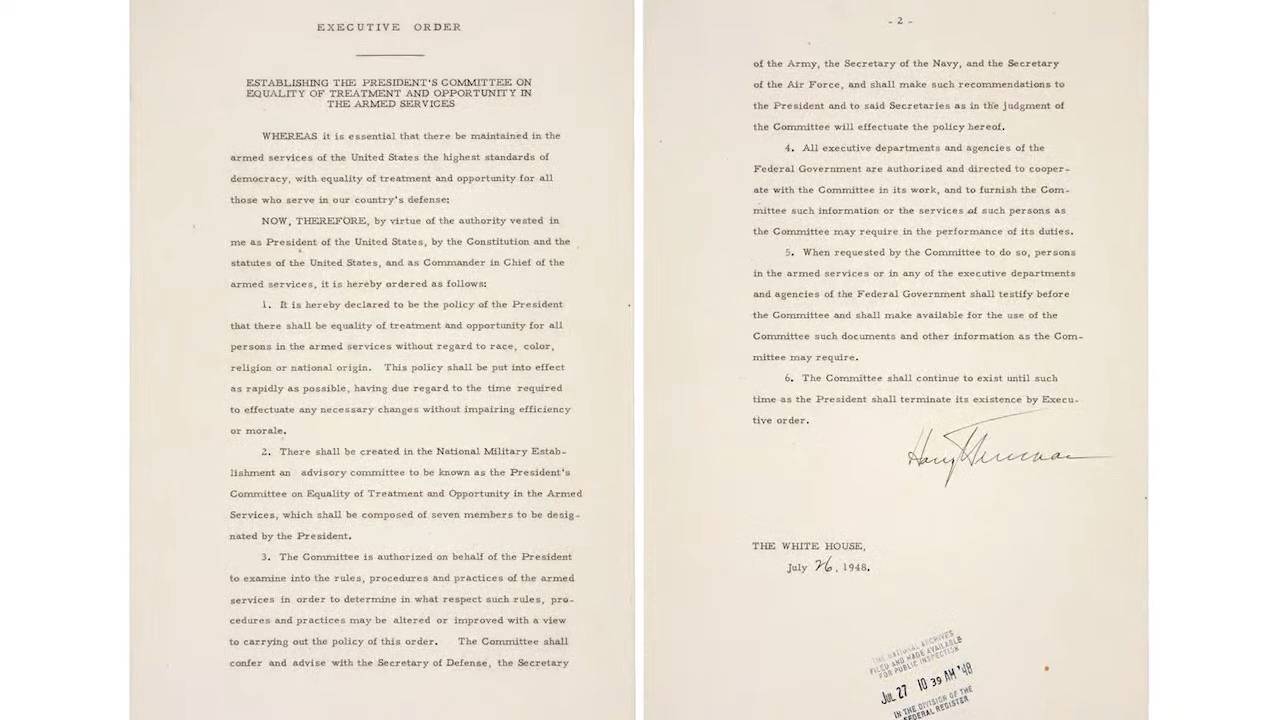 EXECUTIVE ORDER
ESTABLISHING THE PRESIDENT'S COMMITTEE ON
EQUALITY OF TREATMENT AND OPPORTUNITY IN
THE ARMED SERVICES
WHEREAS it is essential that there be maintained in the
armed services of the United States the highest standards of
democracy, with equality of treatment and opportunity for all
those who serve in our country's defense:
NOW, THEREFORE, by virtue of the authority vested in
me as President of the United States, by the Constitution and the
statutes of the United States, and as Commander in Chief of the
armed services, it is hereby ordered as follows:
1. It is hereby declared to be the policy of the President
that there shall be equality of treatment and opportunity for all
persons in the armed services without regard to race, color,
religion or national origin. This policy shall be put into effect
as rapidly as possible, having due regard to the time required
to effectuate any necessary changes without impairing efficiency
or morale.
2. There shall be created in the National Military Estab-
lishment an advisory committee to be known as the President's
Committee on Equality of Treatment and Opportunity in the Armed
Services, which shall be composed of seven members to be desig-
nated by the President.
3. The Committee is authorized on behalf of the President
to examine into the rules, procedures and practices of the armed
services in order to determine in what respect such rules, pro-
cedures and practices may be altered or improved with a view
to carrying out the policy of this order. The Committee shall
confer and advise with the Secretary of Defense, the Secretary
- 2 -
of the Army, the Secretary of the Navy, and the Secretary
of the Air Force, and shall make such recommendations to
the President and to said Secretaries as in the judgment of
the Committee will effectuate the policy hereof.
4. All executive departments and agencies of the
Federal Government are authorized and directed to cooper-
ate with the Committee in its work, and to furnish the Com-
mittee such information or the services of such persons as
the Committee may require in the performance of its duties.
5. When requested by the Committee to do so, persons
in the armed services or in any of the executive departments
and agencies of the Federal Government shall testify before
the Committee and shall make available for the use of the
Committee such documents and other information as the Com-
mittee may require.
6. The Committee shall continue to exist until such
time as the President shall terminate its existence by Execu-
tive order.
Harry Truman
THE WHITE HOUSE,
July 26, 1948.
THE NATIONAL ARCHIVES
FILED AND MADE AVAILABLE
FOR PUBLIC INSPECTION
JUL 27 10 39 AM '48
IN THE DIVISION OF THE
FEDERAL REGISTER